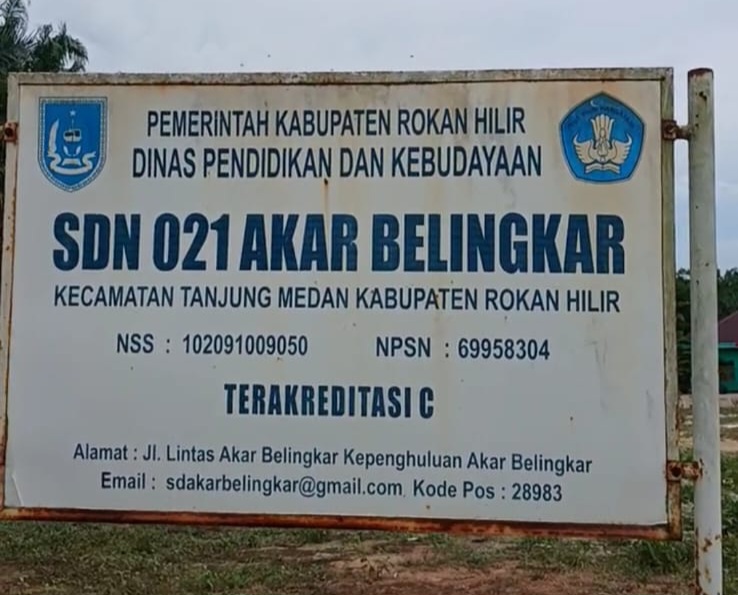 PEMERINTAH KABUPATEN ROKAN HILIR
DINAS PENDIDIKAN DAN KEBUDAYAAN
SDN 021 AKAR BELINGKAR
KECAMATAN TANJUNG MEDAN KABUPATEN ROKAN HILIR
NSS : 102091009050 NPSN : 69958304
TERAKREDITASI C
Alamat : Jl. Lintas Akar Belingkar Kepenghuluan Akar Belingkar
Email : sdakarbelingkar@gmail.com Kode Pos : 28983